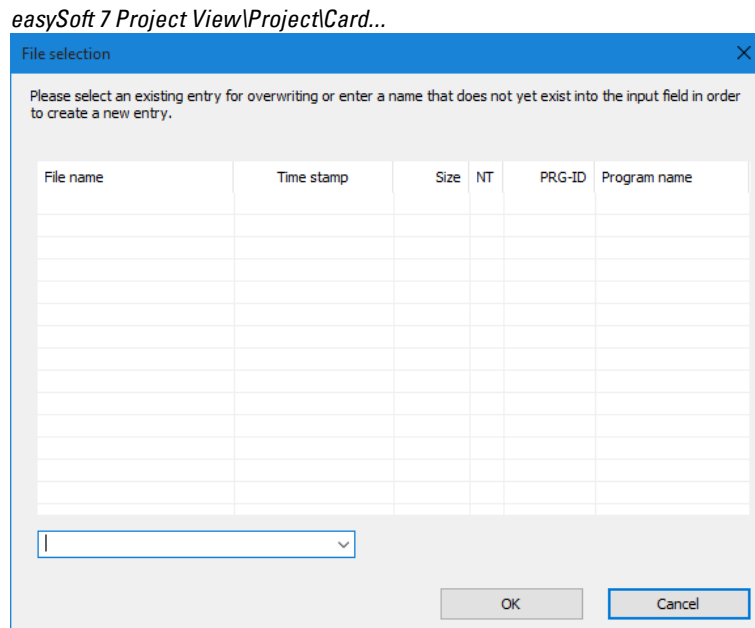 easySoft 7 Project View\Project\Card...
File selection
Please select an existing entry for overwriting or enter a name that does not yet exist into the input field in order
to create a new entry.
File name Time stamp Size NT PRG-ID Program name
OK Cancel